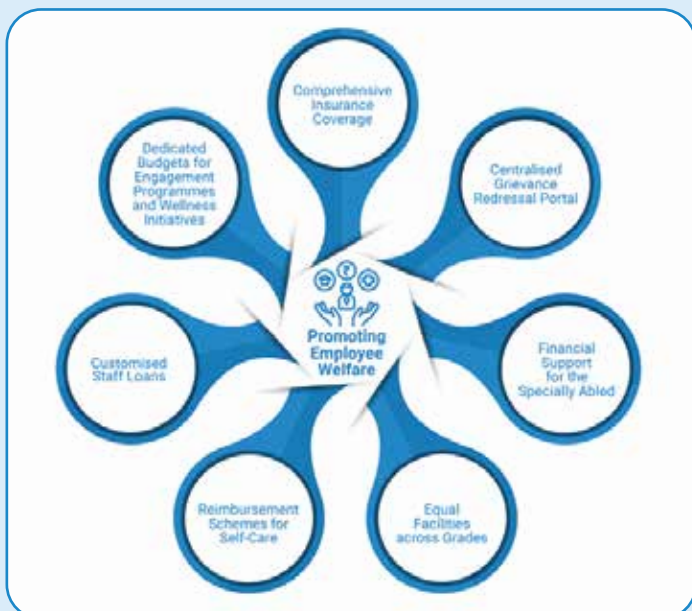 Comprehensive
Insurance
Coverage
Centralised
Grievance
Redressal Portal
Financial
Support
for the
Specially Abled
Equal
Facilities
across Grades
Reimbursement
Schemes for
Self-Care
Customised
Staff Loans
Dedicated
Budgeta for
Engagement
Programmes
and Wellness
Initiatives
Promoting
Employee
Welfare